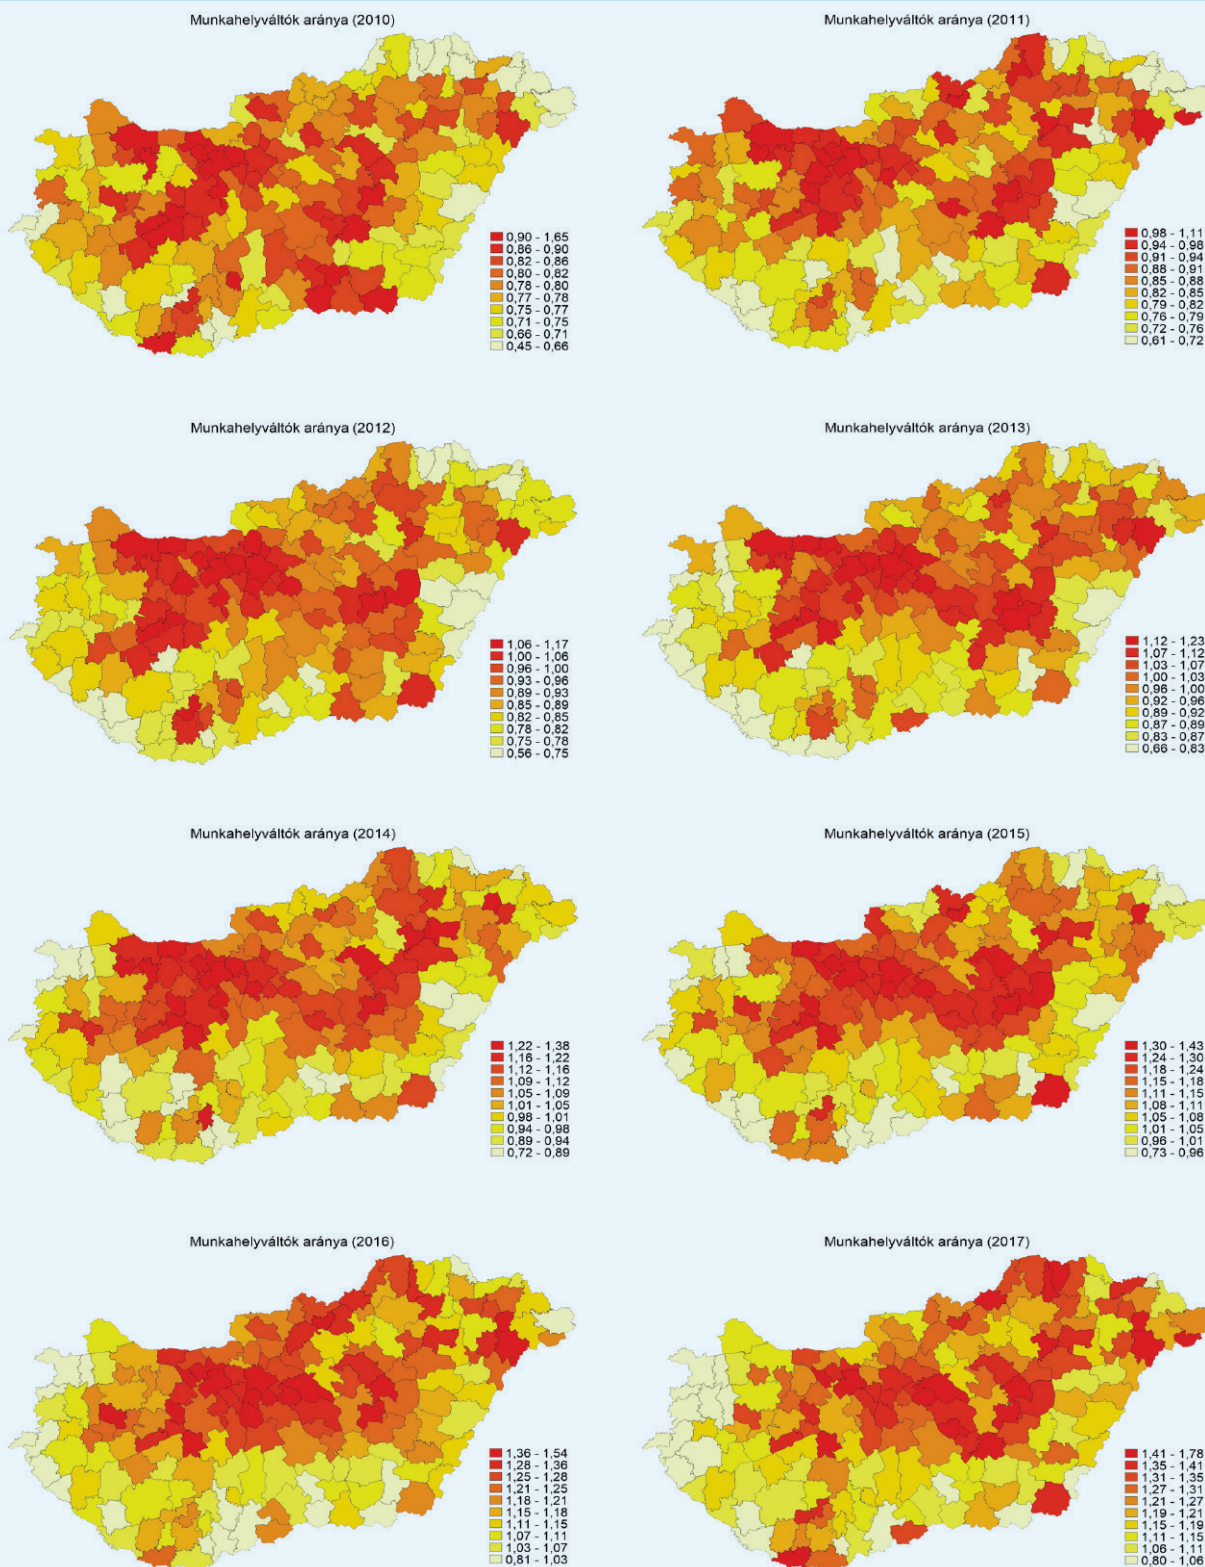 Munkahelyváltók aránya (2010)
0,90 - 1,65
0,86 - 0,90
0,82 - 0,86
0,80 - 0,82
0,78 - 0,80
0,77 - 0,78
0,75 - 0,77
0,71 - 0,75
0,66 - 0,71
0,45 - 0,66
Munkahelyváltók aránya (2011)
0,98 - 1,11
0,94 - 0,98
0,91 - 0,94
0,88 - 0,91
0,85 - 0,88
0,82 - 0,85
0,79 - 0,82
0,76 - 0,79
0,72 - 0,76
0,61 - 0,72
Munkahelyváltók aránya (2012)
1,06 - 1,17
1,00 - 1,06
0,96 - 1,00
0,93 - 0,96
0,89 - 0,93
0,85 - 0,89
0,82 - 0,85
0,78 - 0,82
0,75 - 0,78
0,56 - 0,75
Munkahelyváltók aránya (2013)
1,12 - 1,23
1,07 - 1,12
1,03 - 1,07
1,00 - 1,03
0,96 - 1,00
0,92 - 0,96
0,89 - 0,92
0,87 - 0,89
0,83 - 0,87
0,66 - 0,83
Munkahelyváltók aránya (2014)
1,22 - 1,38
1,16 - 1,22
1,12 - 1,16
1,09 - 1,12
1,05 - 1,09
1,01 - 1,05
0,98 - 1,01
0,94 - 0,98
0,89 - 0,94
0,72 - 0,89
Munkahelyváltók aránya (2015)
1,30 - 1,43
1,24 - 1,30
1,18 - 1,24
1,15 - 1,18
1,11 - 1,15
1,08 - 1,11
1,05 - 1,08
1,01 - 1,05
0,96 - 1,01
0,73 - 0,96
Munkahelyváltók aránya (2016)
1,36 - 1,54
1,28 - 1,36
1,25 - 1,28
1,21 - 1,25
1,18 - 1,21
1,15 - 1,18
1,11 - 1,15
1,07 - 1,11
1,03 - 1,07
0,81 - 1,03
Munkahelyváltók aránya (2017)
1,41 - 1,78
1,35 - 1,41
1,31 - 1,35
1,27 - 1,31
1,21 - 1,27
1,19 - 1,21
1,15 - 1,19
1,11 - 1,15
1,06 - 1,11
0,80 - 1,06